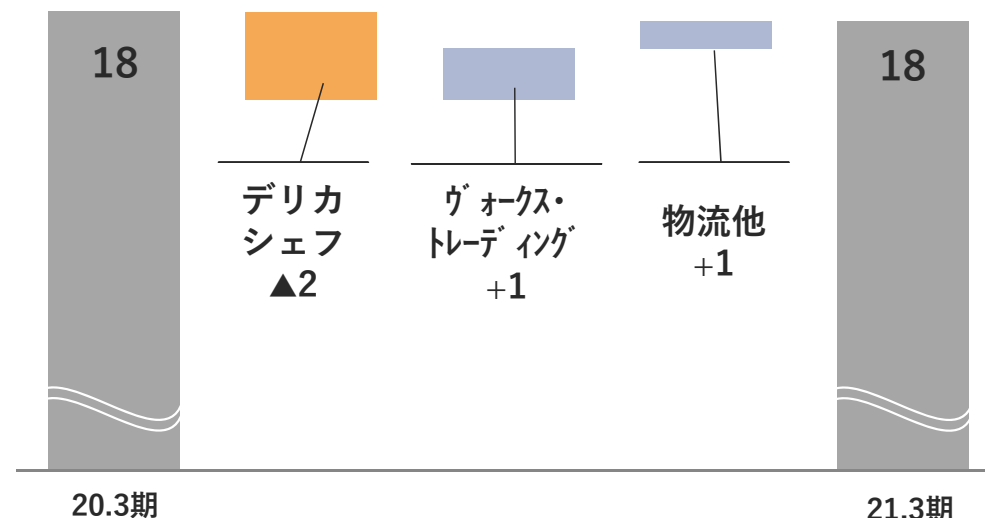 18
18
デリカ
シェフ
▲2
ヴォークス・
トレーディング
+1
物流他
+1
20.3期
21.3期